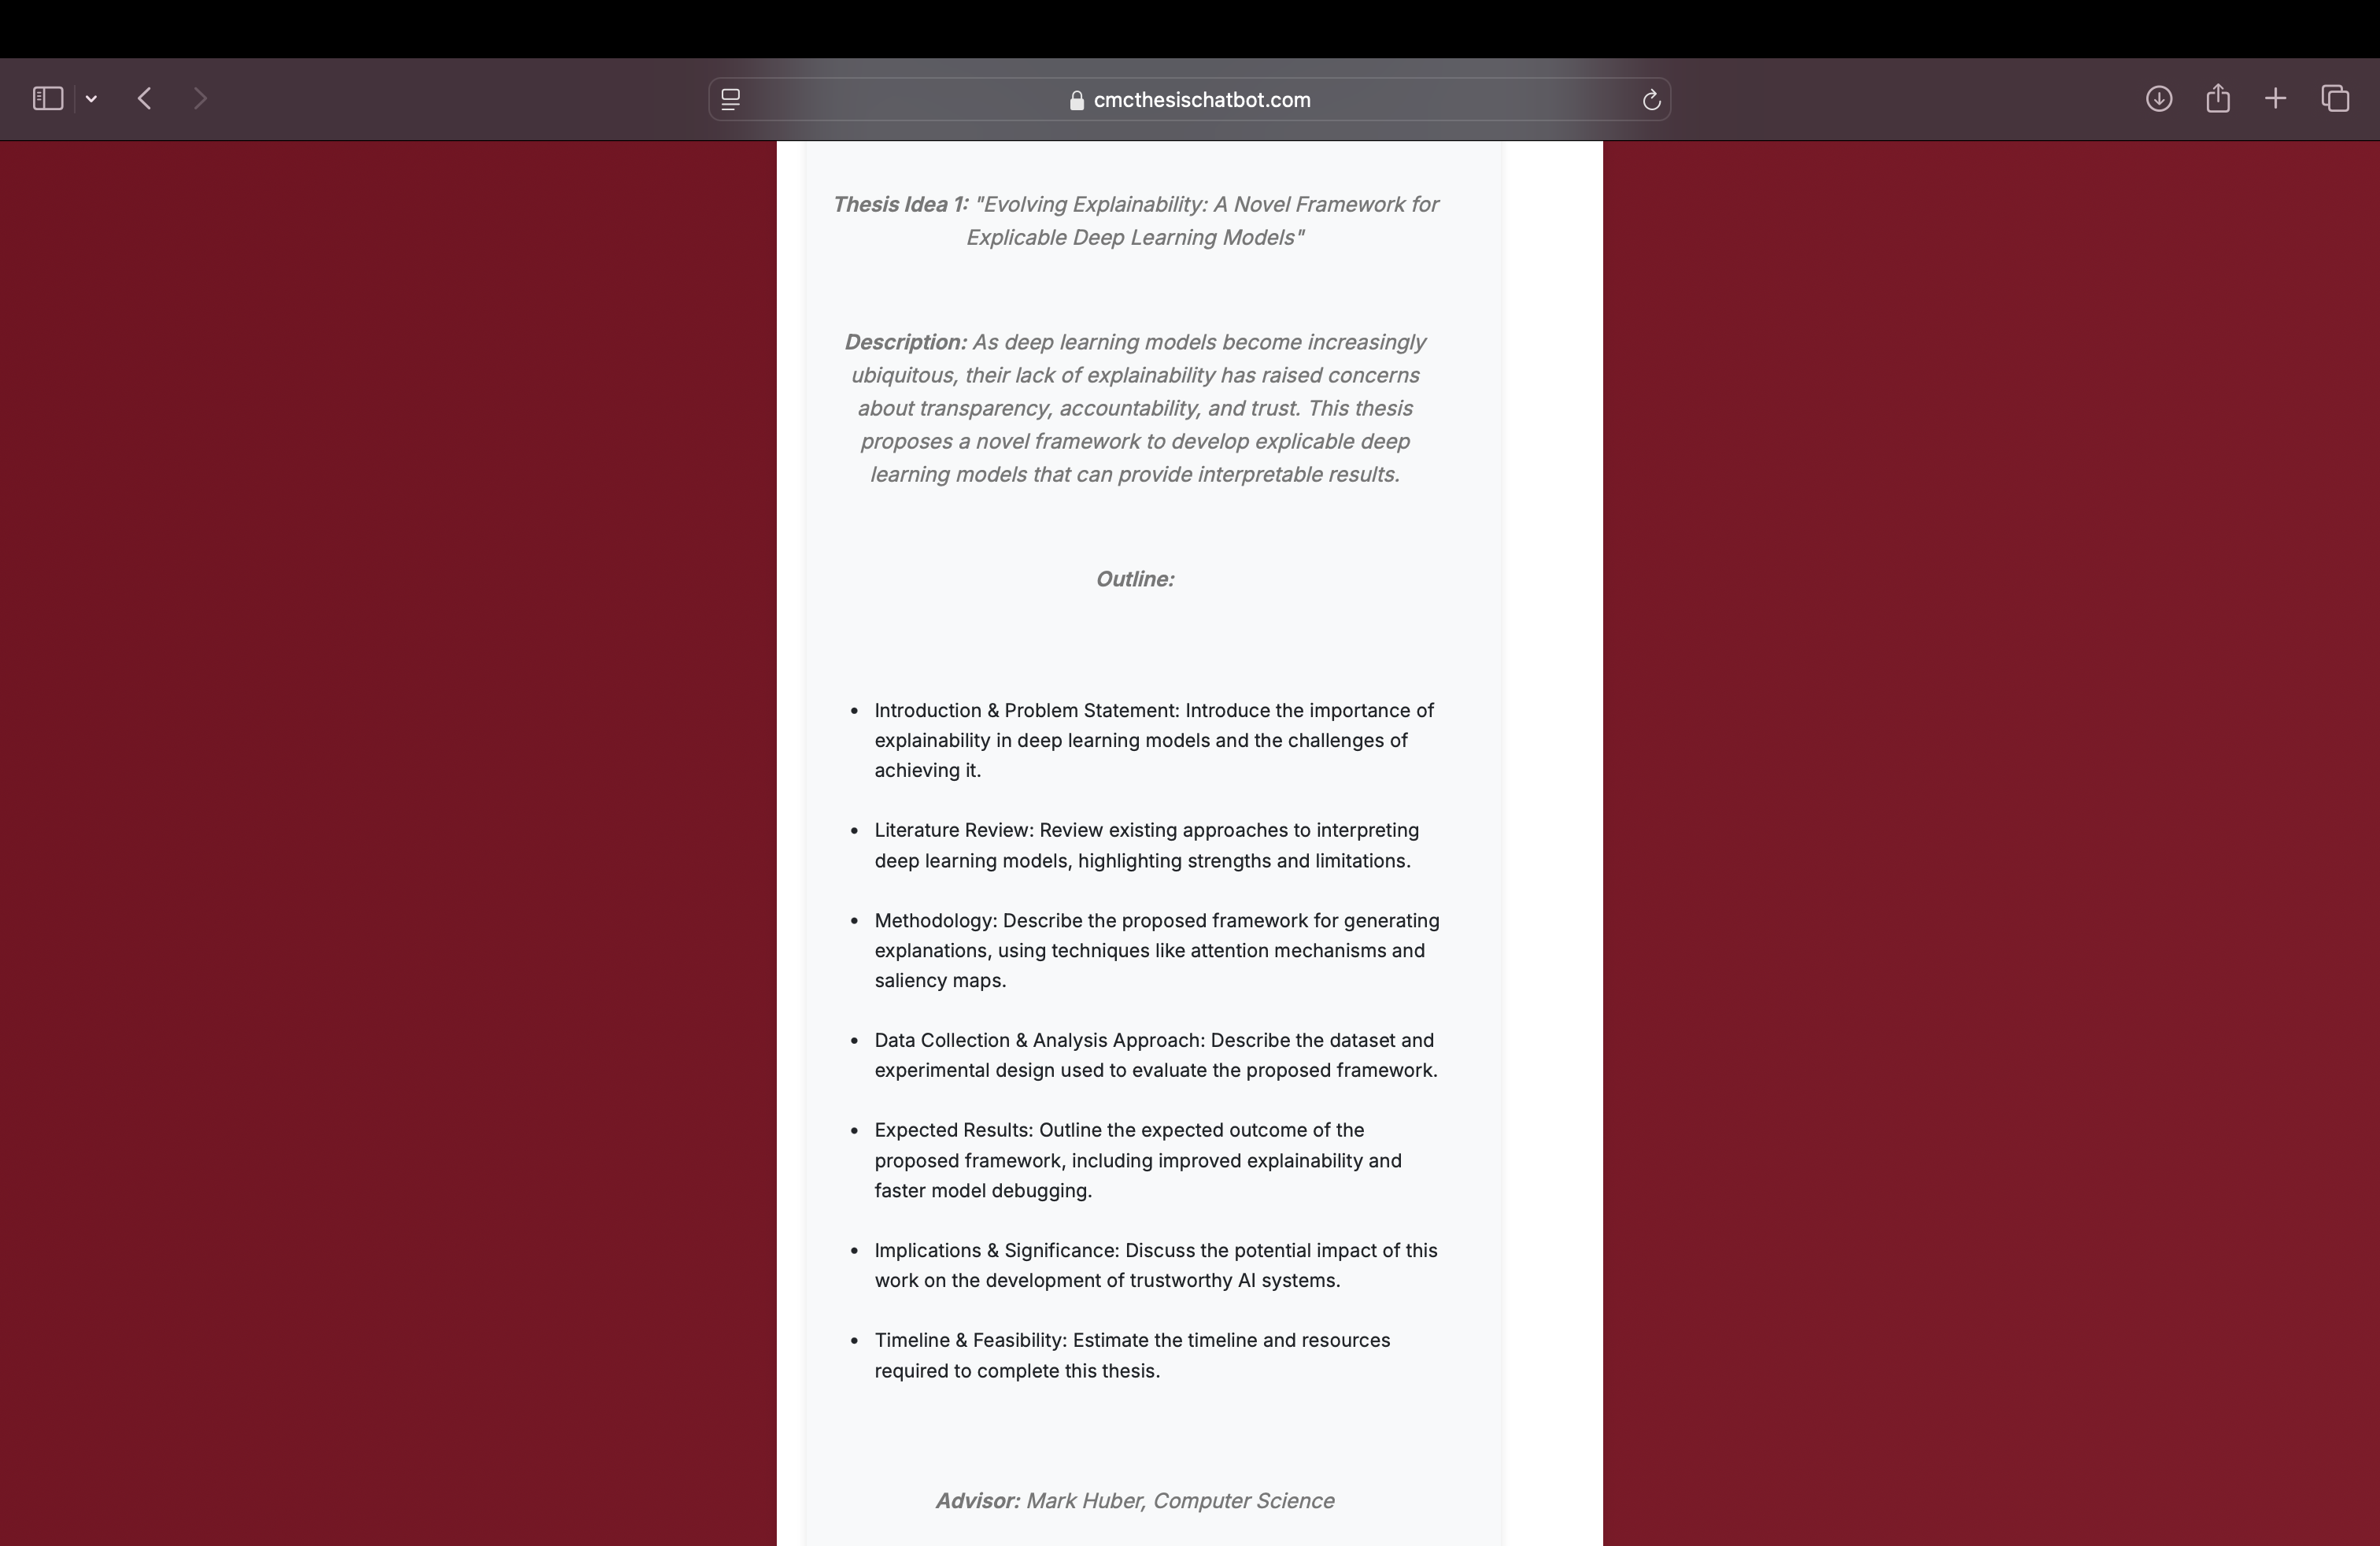 cmcthesischatbot.com
Thesis Idea 1: "Evolving Explainability: A Novel Framework for
Explicable Deep Learning Models"
Description: As deep learning models become increasingly
ubiquitous, their lack of explainability has raised concerns
about transparency, accountability, and trust. This thesis
proposes a novel framework to develop explicable deep
learning models that can provide interpretable results.
Outline:
• Introduction & Problem Statement: Introduce the importance of
explainability in deep learning models and the challenges of
achieving it.
• Literature Review: Review existing approaches to interpreting
deep learning models, highlighting strengths and limitations.
• Methodology: Describe the proposed framework for generating
explanations, using techniques like attention mechanisms and
saliency maps.
• Data Collection & Analysis Approach: Describe the dataset and
experimental design used to evaluate the proposed framework.
• Expected Results: Outline the expected outcome of the
proposed framework, including improved explainability and
faster model debugging.
• Implications & Significance: Discuss the potential impact of this
work on the development of trustworthy AI systems.
• Timeline & Feasibility: Estimate the timeline and resources
required to complete this thesis.
Advisor: Mark Huber, Computer Science